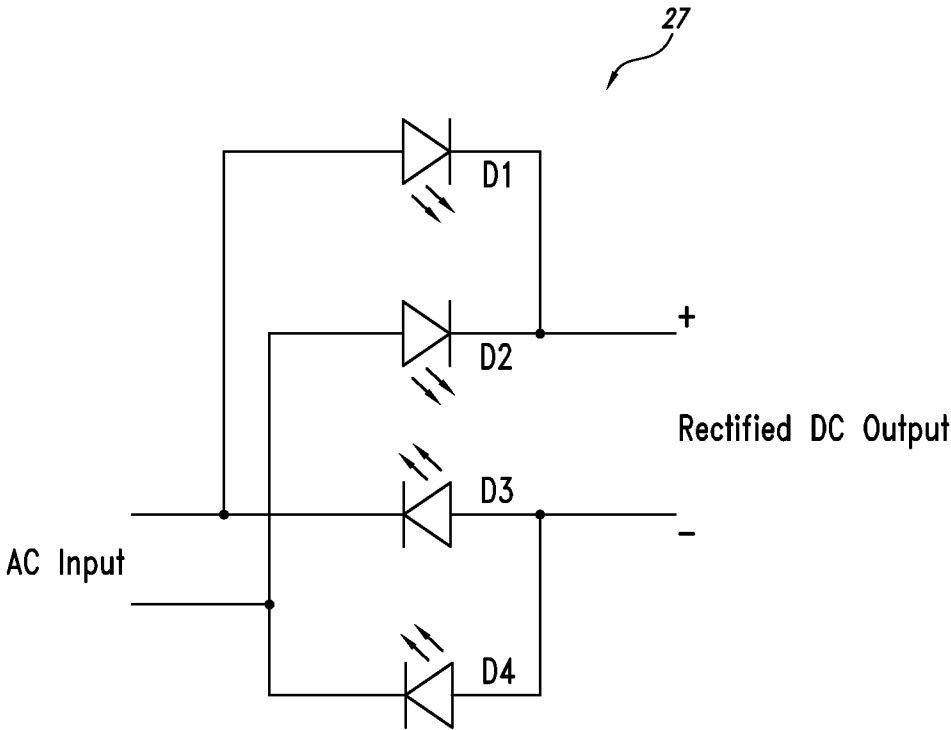 27
D1
+
D2
Rectified DC Output
D3
−
AC Input
D4